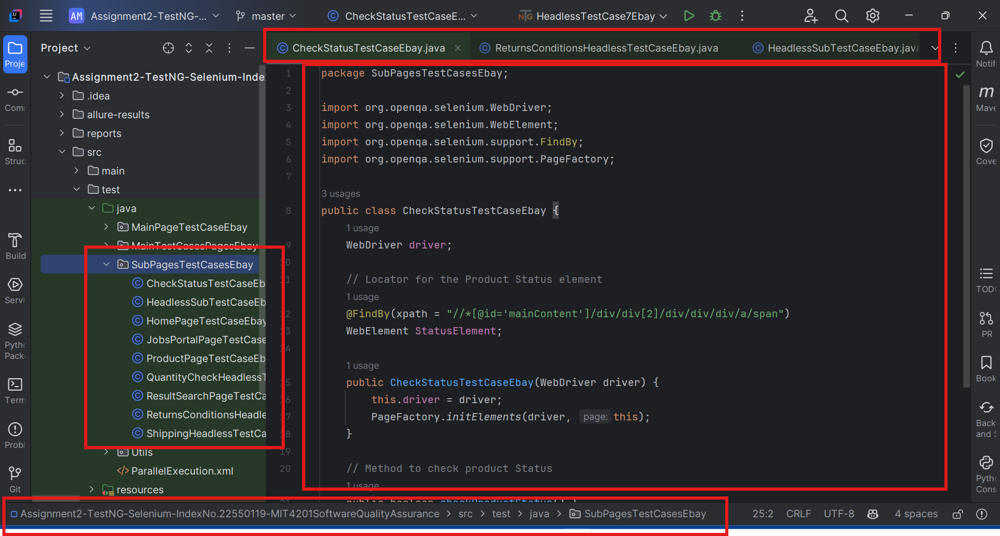 AM Assignment2-TestNG-... master CheckStatusTestCaseE... HeadlessTestCase7Ebay
Project
CheckStatusTestCaseEbay.java ReturnsConditionsHeadlessTestCaseEbay.java HeadlessSubTestCaseEbay.java
Proje
Comr
Struc
Build
Servi
Pythc
Pack
Term
Probl
Git
Assignment2-TestNG-Selenium-Inde
.idea
allure-results
reports
src
main
test
java
MainPageTestCaseEbay
MainTestCasesPagesEbay
SubPagesTestCasesEbay
CheckStatusTestCaseEb
HeadlessSubTestCaseEb
HomePageTestCaseEbay
JobsPortalPageTestCase
ProductPageTestCaseEb
QuantityCheckHeadlessT
ResultSearchPageTestCa
ReturnsConditionsHeadle
ShippingHeadlessTestCa
Utils
</> ParallelExecution.xml
resources
1 package SubPagesTestCasesEbay;
2
3 import org.openqa.selenium.WebDriver;
4 import org.openqa.selenium.WebElement;
5 import org.openqa.selenium.support.FindBy;
6 import org.openqa.selenium.support.PageFactory;
7
3 usages
8 public class CheckStatusTestCaseEbay {
1 usage
9 WebDriver driver;
10
11 // Locator for the Product Status element
1 usage
12 @FindBy(xpath = "//*[@id='mainContent']/div/div[2]/div/div/div/a/span")
13 WebElement StatusElement;
14
1 usage
15 public CheckStatusTestCaseEbay(WebDriver driver) {
16 this.driver = driver;
17 PageFactory.initElements(driver, page: this);
18 }
19
20 // Method to check product Status
1 usage
21 public boolean checkProductStatus() {
Notif
m
Mave
Cove
TODO
PR
Book
Back
and S
Pythc
Cons
Assignment2-TestNG-Selenium-IndexNo.22550119-MIT4201SoftwareQualityAssurance > src > test > java > SubPagesTestCasesEbay 25:2 CRLF UTF-8 4 spaces